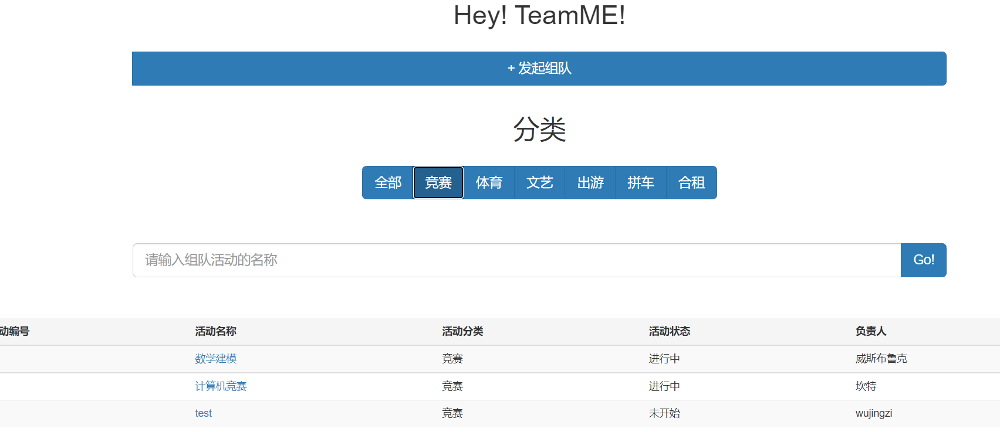 Hey! TeamME!
+ 发起组队
分类
全部 竞赛 体育 文艺 出游 拼车 合租
请输入组队活动的名称 Go!
动编号 活动名称 活动分类 活动状态 负责人
数学建模 竞赛 进行中 威斯布鲁克
计算机竞赛 竞赛 进行中 坎特
test 竞赛 未开始 wujingzi